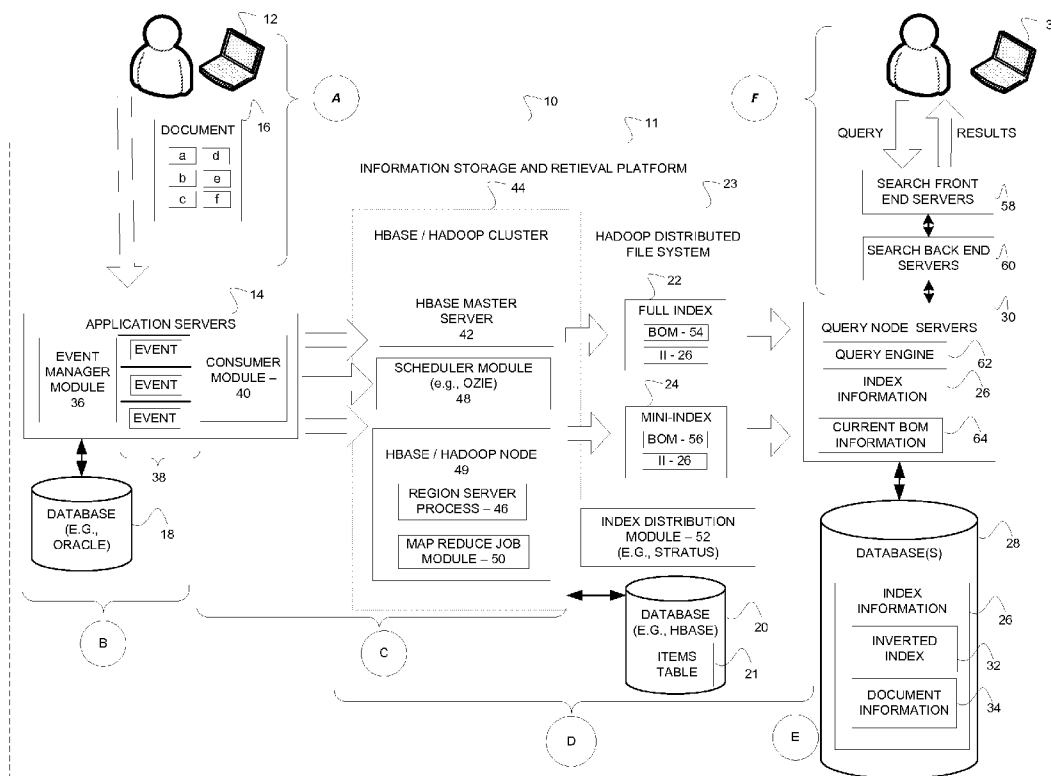 12
A
16
DOCUMENT
a d
b e
c f
10
11
INFORMATION STORAGE AND RETIEVAL PLATFORM
F
3
QUERY
RESULTS
SEARCH FRONT
END SERVERS
58
SEARCH BACK END
SERVERS
60
14
APPLICATION SERVERS
EVENT
MANAGER
MODULE
36
EVENT
EVENT
EVENT
CONSUMER
MODULE –
40
38
DATABASE
(E.G.,
ORACLE)
18
B
44
HBASE / HADOOP CLUSTER
HBASE MASTER
SERVER
42
SCHEDULER MODULE
(e.g., OZIE)
48
HBASE / HADOOP NODE
49
REGION SERVER
PROCESS – 46
MAP REDUCE JOB
MODULE – 50
C
23
HADOOP DISTRIBUTED
FILE SYSTEM
22
FULL INDEX
BOM - 54
II - 26
24
MINI-INDEX
BOM - 56
II - 26
INDEX DISTRIBUTION
MODULE – 52
(E.G., STRATUS)
DATABASE
(E.G., HBASE)
20
ITEMS
TABLE
21
D
30
QUERY NODE SERVERS
QUERY ENGINE
62
INDEX
INFORMATION
26
CURRENT BOM
INFORMATION
64
28
DATABASE(S)
INDEX
INFORMATION
26
INVERTED
INDEX
32
DOCUMENT
INFORMATION
34
E